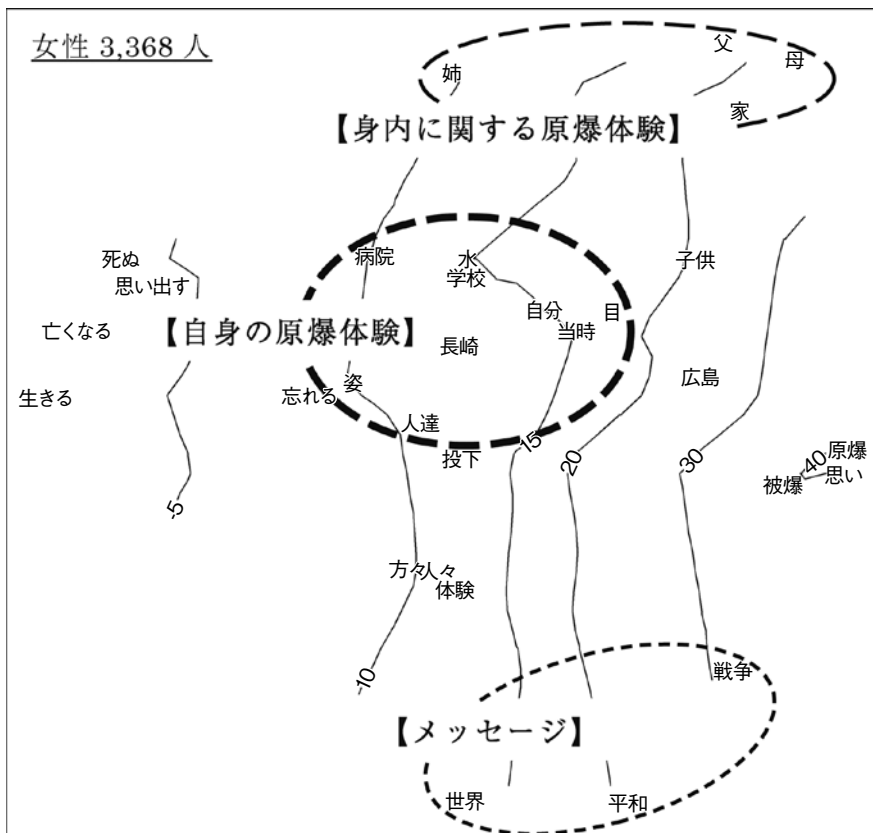 女性 3,368 人
父
母
姉
家
【身内に関する原爆体験】
死ぬ
病院
水
子供
思い出す
学校
自分
目
亡くなる
【自身の原爆体験】
長崎
当時
広島
生きる
忘れる
姿
人達
投下
15
20
30
40
原爆
被爆
思い
-5
方々
人々
体験
-10
戦争
【メッセージ】
世界
平和